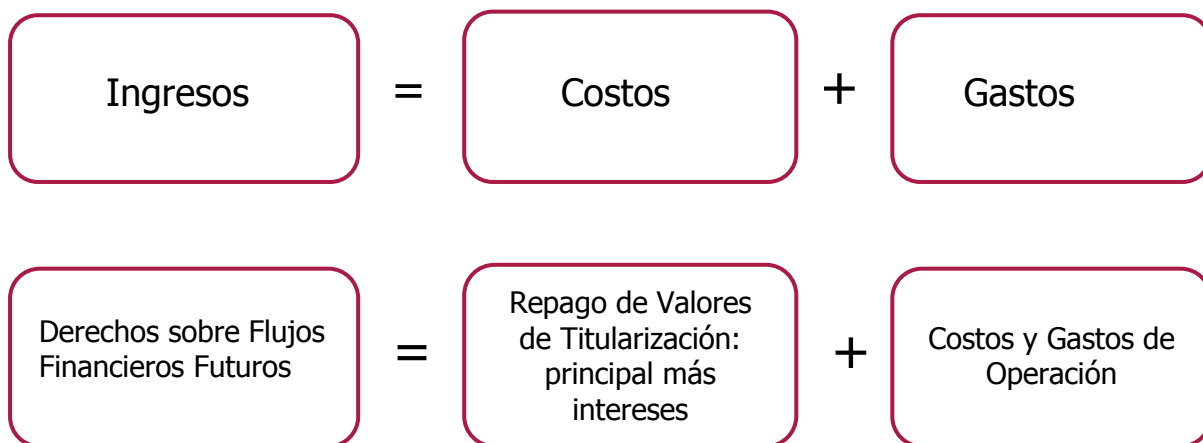 Ingresos = Costos + Gastos
Derechos sobre Flujos
Financieros Futuros
=
Repago de Valores
de Titularización:
principal más
intereses
+
Costos y Gastos de
Operación